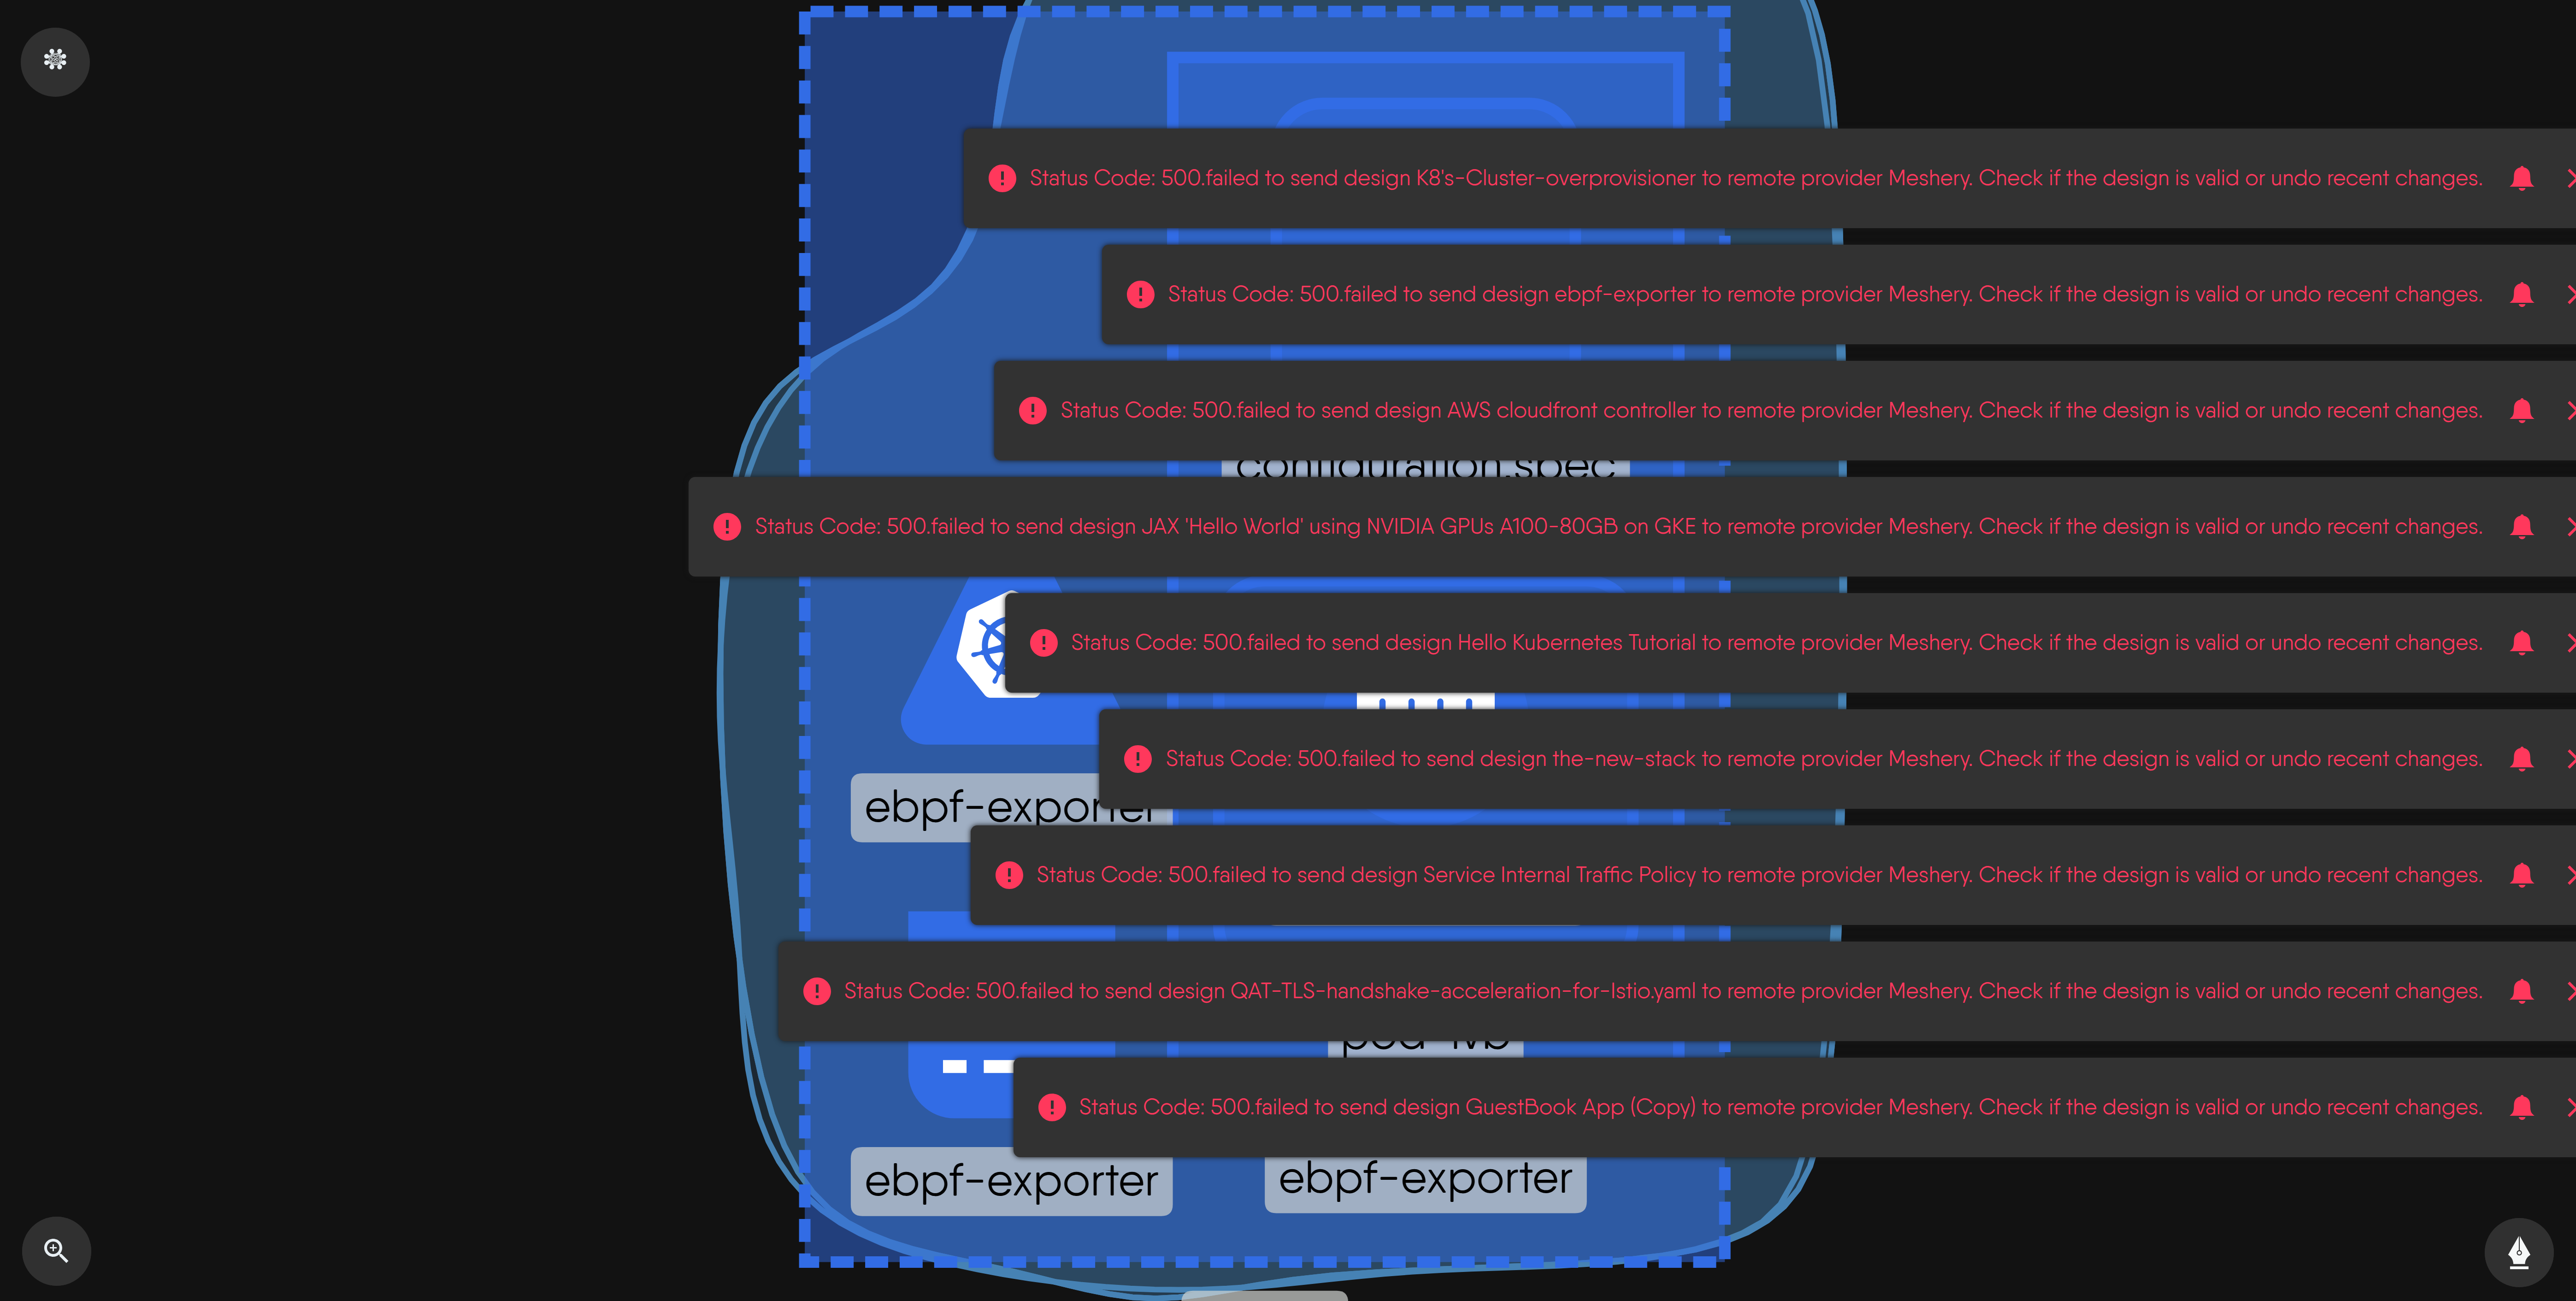 Status Code: 500.failed to send design K8's-Cluster-overprovisioner to remote provider Meshery. Check if the design is valid or undo recent changes.
Status Code: 500.failed to send design ebpf-exporter to remote provider Meshery. Check if the design is valid or undo recent changes.
Status Code: 500.failed to send design AWS cloudfront controller to remote provider Meshery. Check if the design is valid or undo recent changes.
configuration.spec
Status Code: 500.failed to send design JAX 'Hello World' using NVIDIA GPUs A100-80GB on GKE to remote provider Meshery. Check if the design is valid or undo recent changes.
Status Code: 500.failed to send design Hello Kubernetes Tutorial to remote provider Meshery. Check if the design is valid or undo recent changes.
Status Code: 500.failed to send design the-new-stack to remote provider Meshery. Check if the design is valid or undo recent changes.
ebpf-exporter
Status Code: 500.failed to send design Service Internal Traffic Policy to remote provider Meshery. Check if the design is valid or undo recent changes.
Status Code: 500.failed to send design QAT-TLS-handshake-acceleration-for-Istio.yaml to remote provider Meshery. Check if the design is valid or undo recent changes.
Status Code: 500.failed to send design GuestBook App (Copy) to remote provider Meshery. Check if the design is valid or undo recent changes.
ebpf-exporter
ebpf-exporter